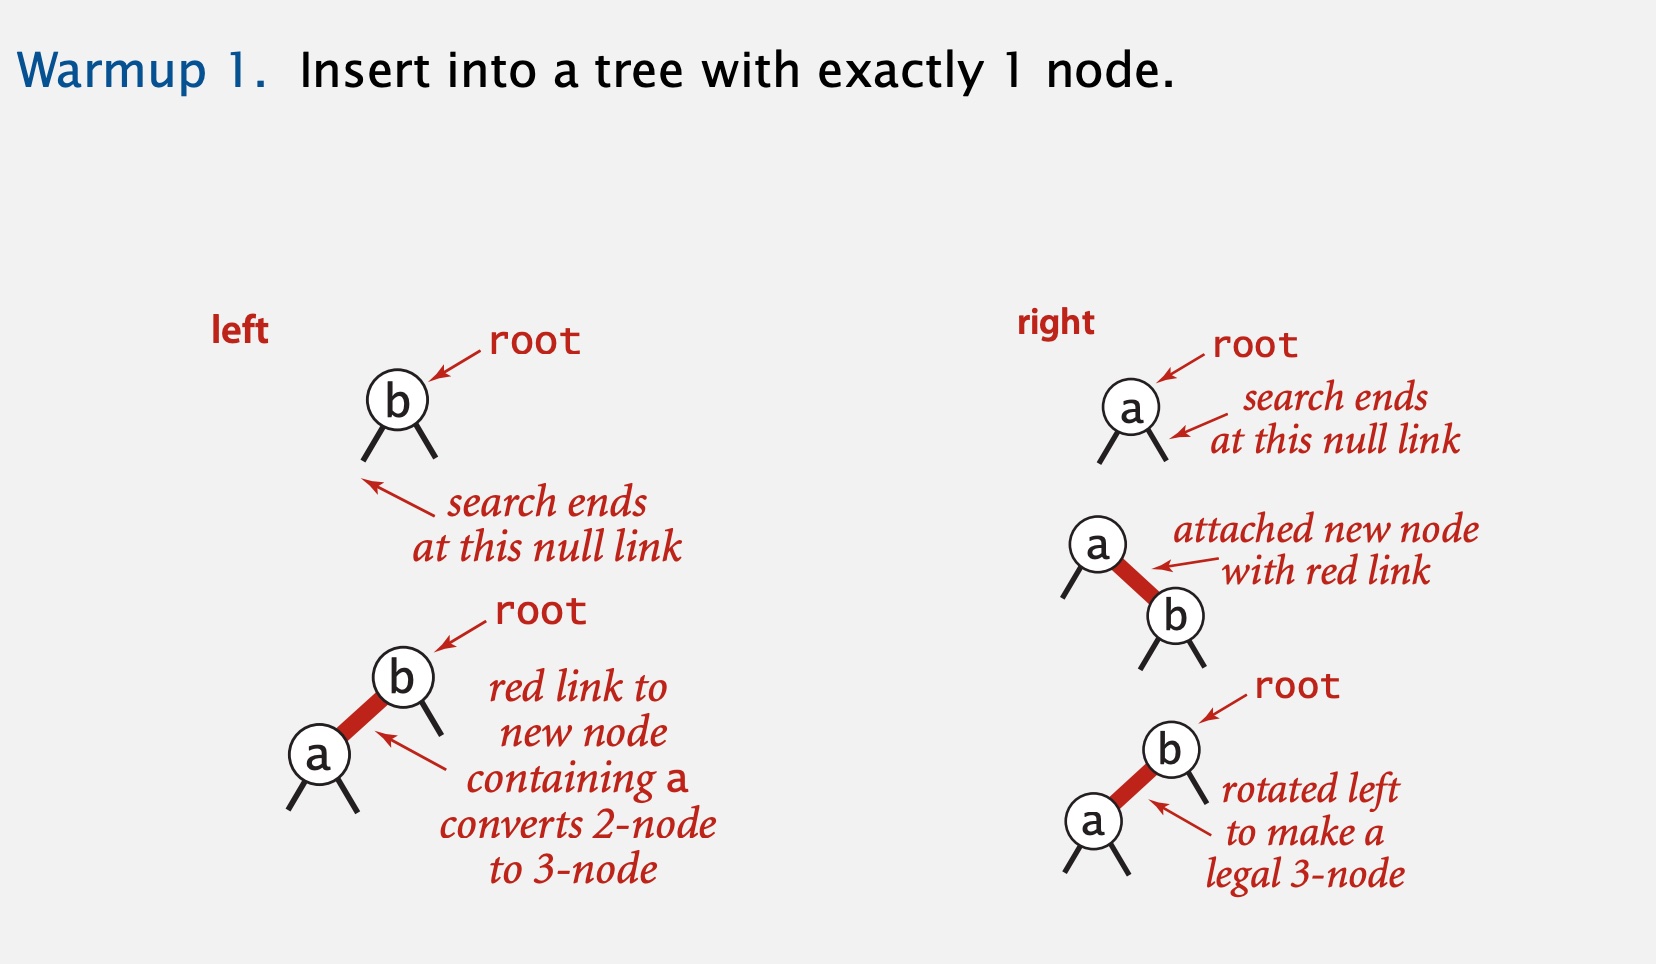 Warmup 1. Insert into a tree with exactly 1 node.
left
root
b
search ends
at this null link
root
b
a
red link to
new node
containing a
converts 2-node
to 3-node
right
root
a
search ends
at this null link
a
attached new node
with red link
b
root
b
a
rotated left
to make a
legal 3-node